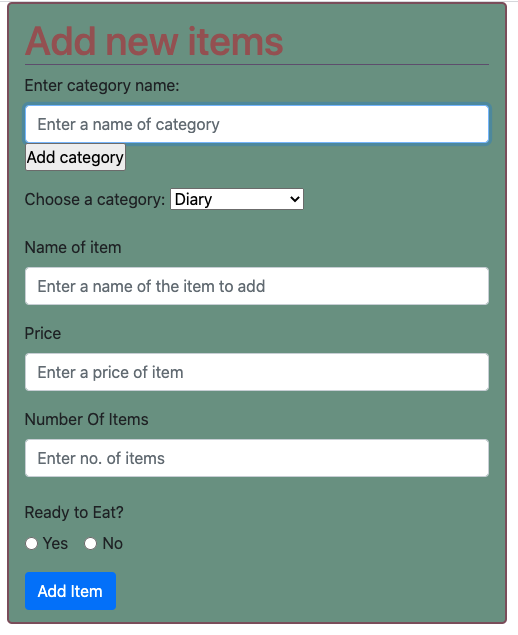 Add new items
Enter category name:
Enter a name of category
Add category
Choose a category: Diary
Name of item
Enter a name of the item to add
Price
Enter a price of item
Number Of Items
Enter no. of items
Ready to Eat?
Yes No
Add Item